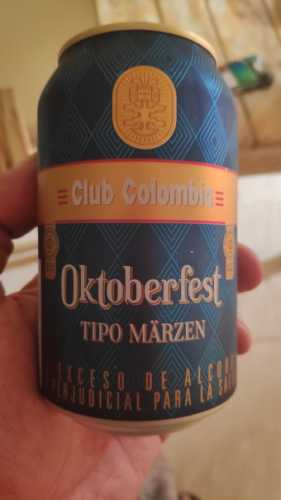 Club Colombia
Oktoberfest
TIPO MÄRZEN
EXCESO DE ALCOHO
PERJUDICIAL PARA LA SAL